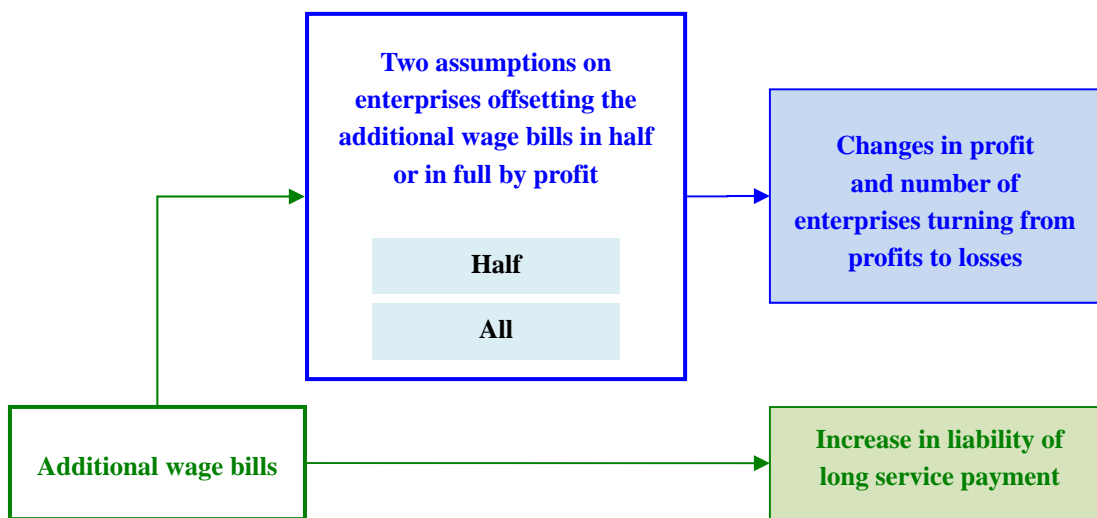 Two assumptions on
enterprises offsetting the
additional wage bills in half
or in full by profit
Half
All
Changes in profit
and number of
enterprises turning from
profits to losses
Additional wage bills
Increase in liability of
long service payment